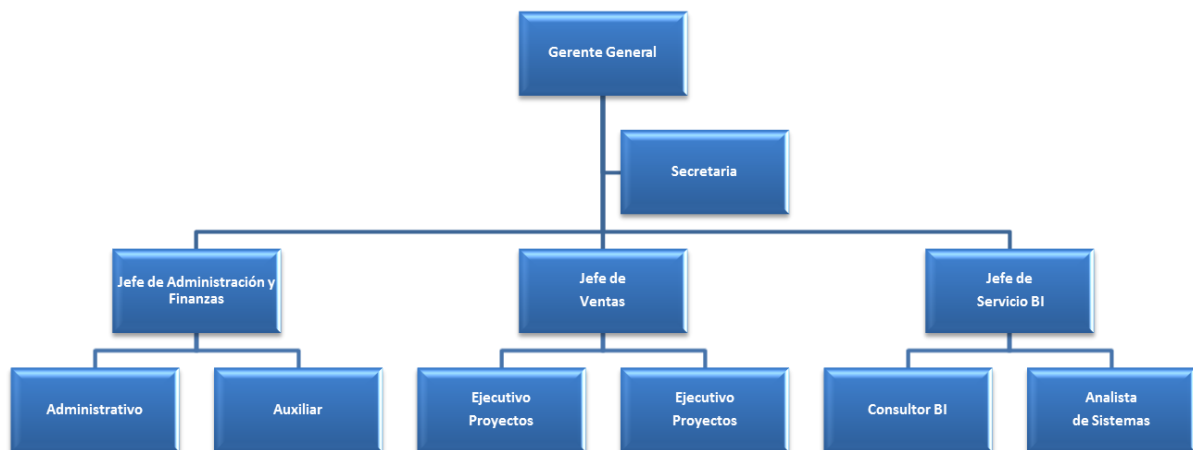 Gerente General
Secretaria
Jefe de Administración y
Finanzas
Jefe de
Ventas
Jefe de
Servicio BI
Administrativo
Auxiliar
Ejecutivo
Proyectos
Ejecutivo
Proyectos
Consultor BI
Analista
de Sistemas